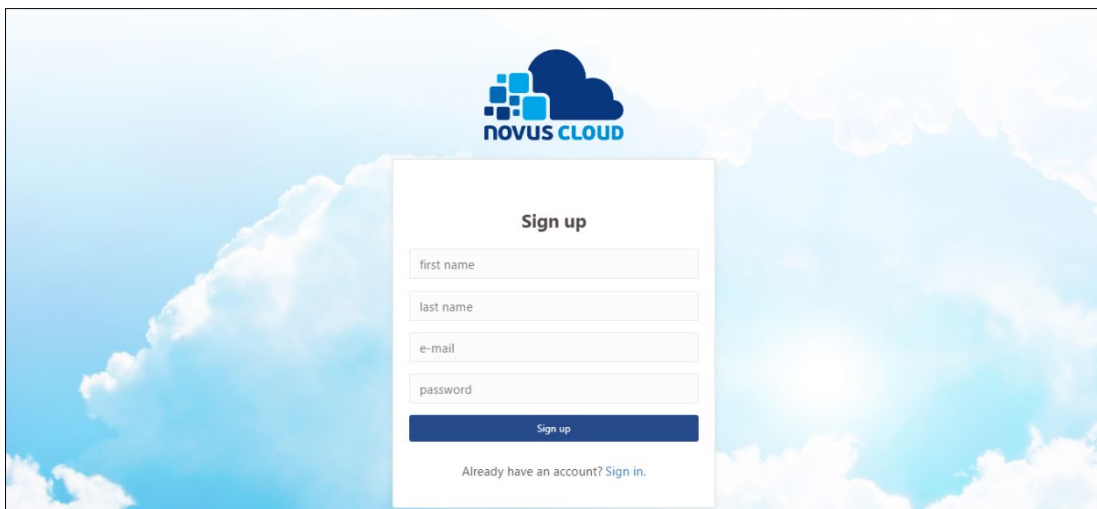 novus cloud
Sign up
first name
last name
e-mail
password
Sign up
Already have an account? Sign in.